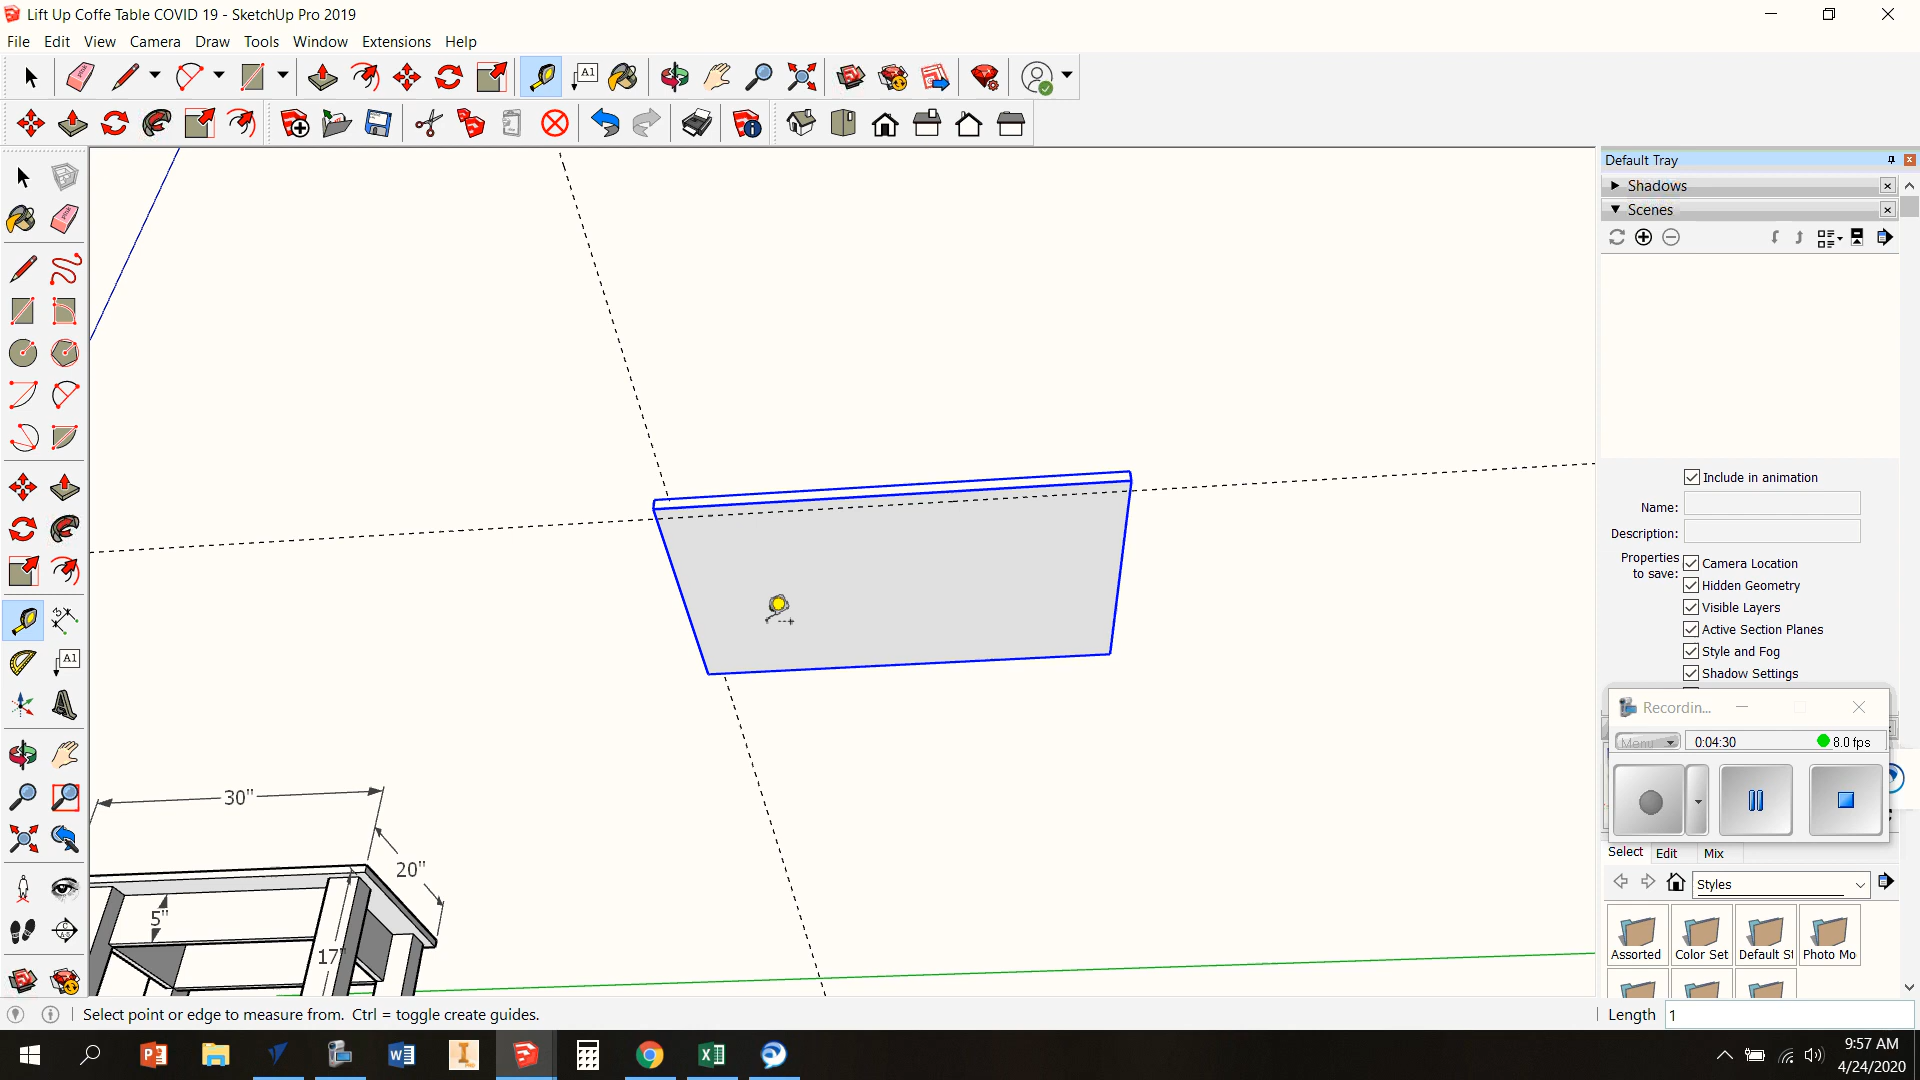 Lift Up Coffe Table COVID 19 - SketchUp Pro 2019
File Edit View Camera Draw Tools Window Extensions Help
A1
Default Tray
Shadows
Scenes
Include in animation
Name:
Description:
Properties to save:
Camera Location
Hidden Geometry
Visible Layers
Active Section Planes
Style and Fog
Shadow Settings
A1
Recordin...
Menu
0:04:30
8.0 fps
30"
20"
5"
17"
Select Edit Mix
Styles
Assorted Color Set Default St Photo Mo
Select point or edge to measure from. Ctrl = toggle create guides.
Length 1
9:57 AM
4/24/2020